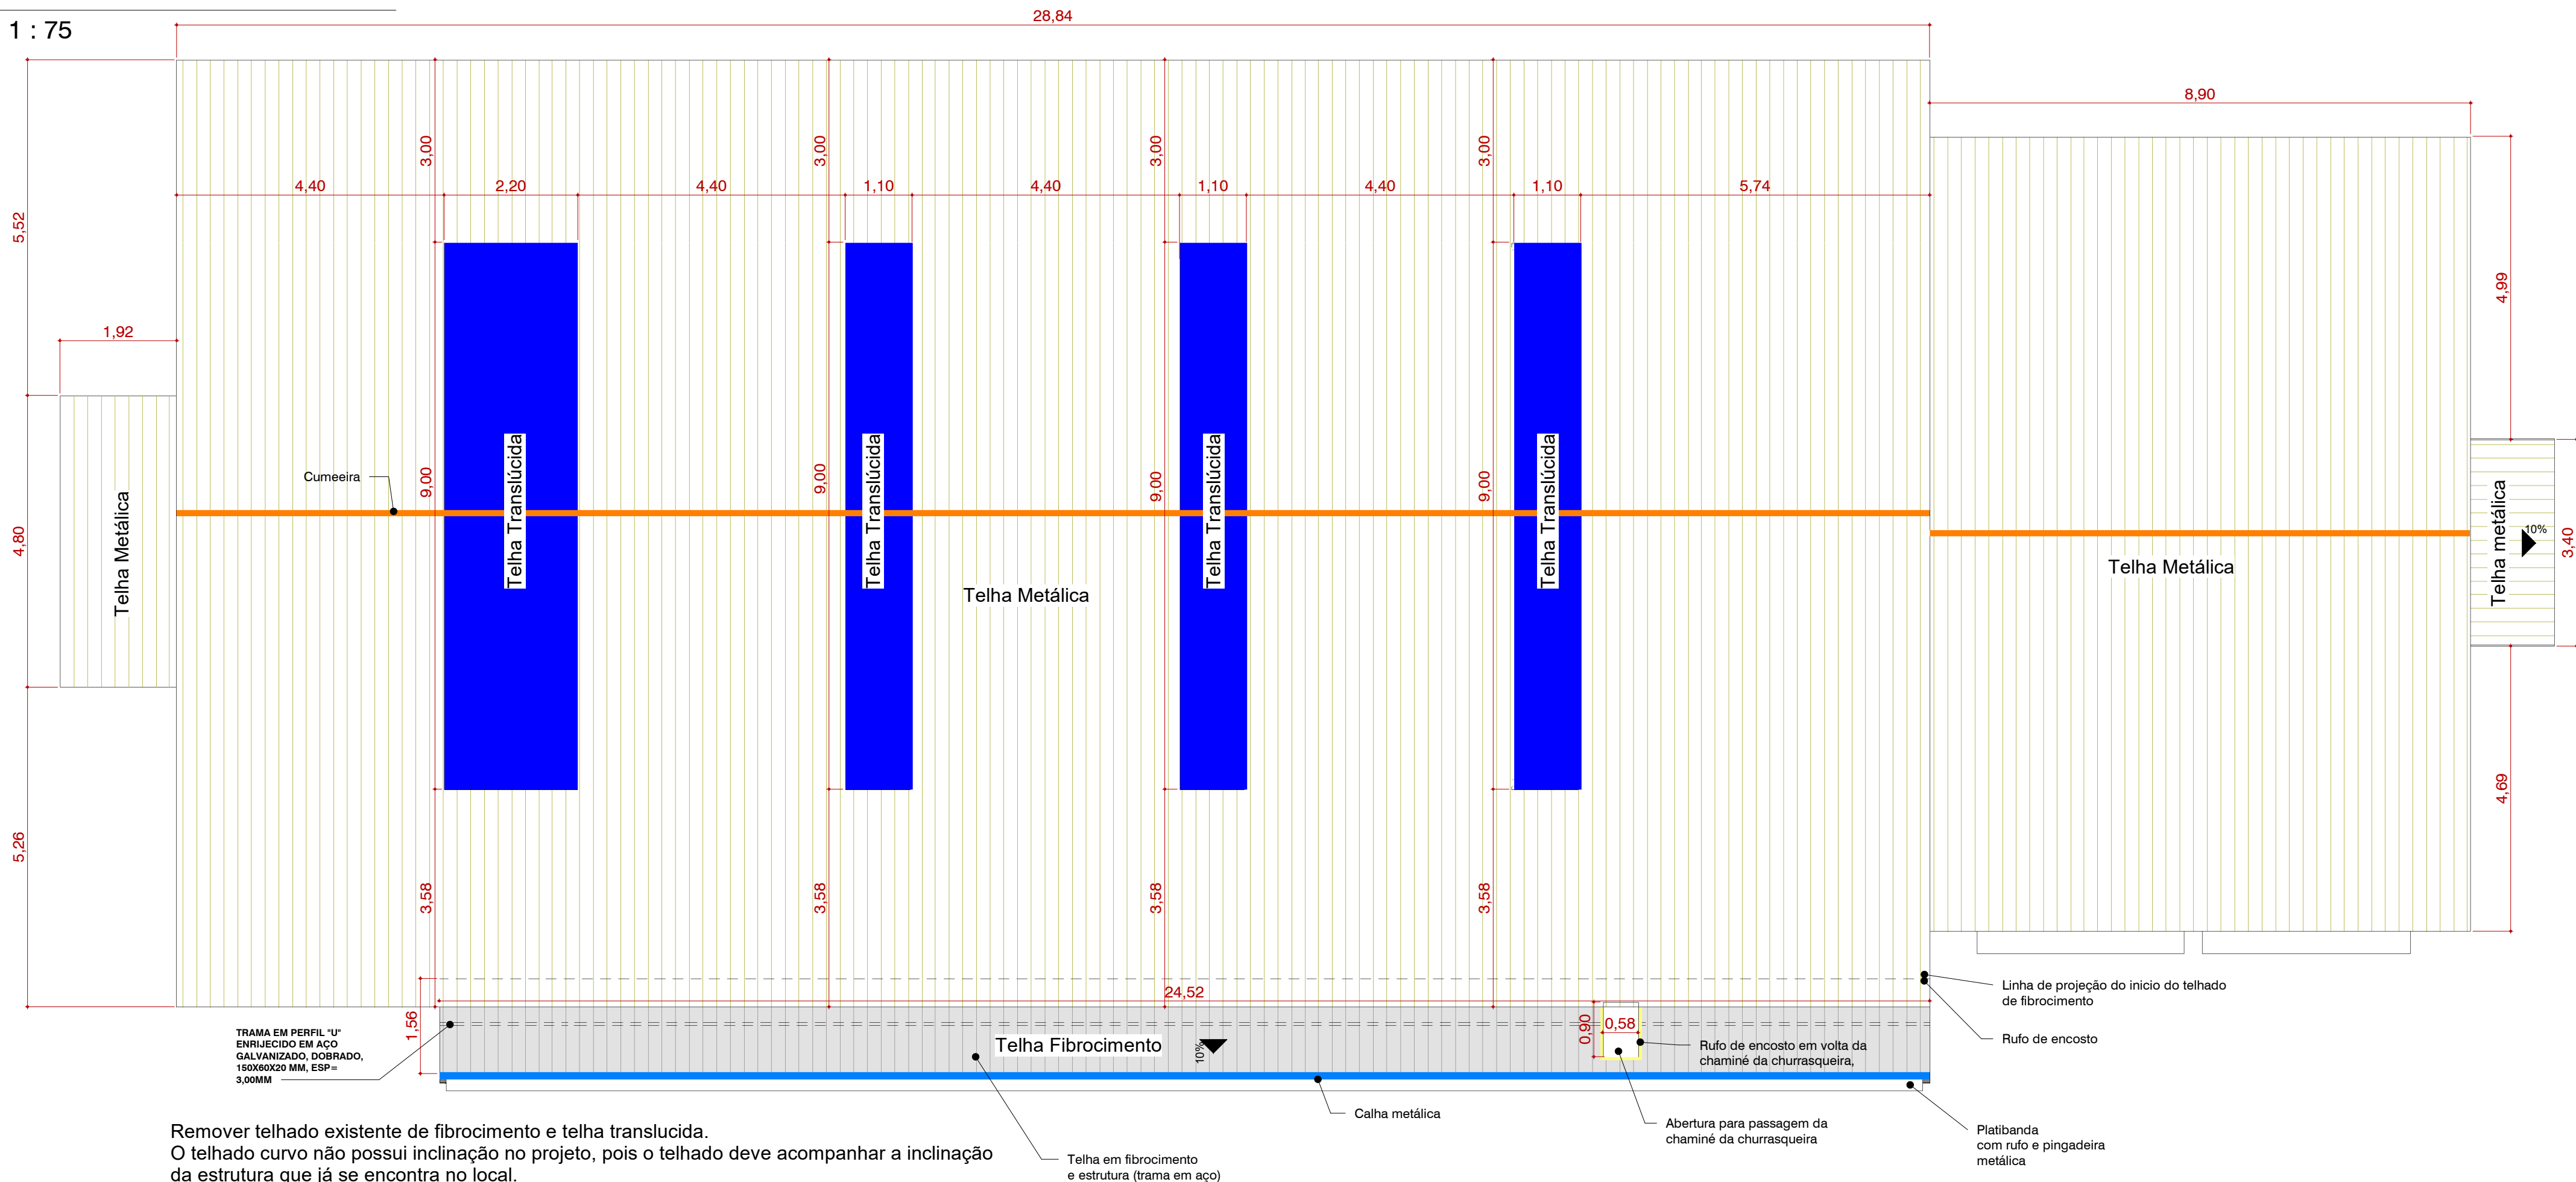 1 : 75
28,84
8,90
3,00
3,00
3,00
3,00
4,40
2,20
4,40
1,10
4,40
1,10
4,40
1,10
5,74
5,52
4,99
1,92
Cumeeira
9,00
9,00
9,00
9,00
Telha Translúcida
Telha Translúcida
Telha Translúcida
Telha Translúcida
4,80
Telha Metálica
Telha Metálica
Telha Metálica
Telha metálica
10%
3,40
5,26
3,58
3,58
3,58
3,58
4,69
24,52
1,56
0,90
0,58
Telha Fibrocimento
10%
TRAMA EM PERFIL "U"
ENRIJECIDO EM AÇO
GALVANIZADO, DOBRADO,
150X60X20 MM, ESP=
3,00MM
Rufo de encosto em volta da
chaminé da churrasqueira,
Linha de projeção do inicio do telhado
de fibrocimento
Rufo de encosto
Calha metálica
Abertura para passagem da
chaminé da churrasqueira
Platibanda
com rufo e pingadeira
metálica
Telha em fibrocimento
e estrutura (trama em aço)
Remover telhado existente de fibrocimento e telha translucida.
O telhado curvo não possui inclinação no projeto, pois o telhado deve acompanhar a inclinação
da estrutura que já se encontra no local.